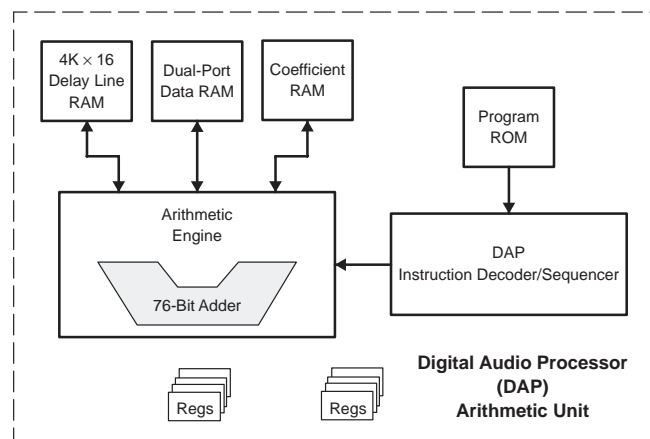 4K × 16
Delay Line
RAM
Dual-Port
Data RAM
Coefficient
RAM
Program
ROM
Arithmetic
Engine
76-Bit Adder
DAP
Instruction Decoder/Sequencer
Regs
Regs
Digital Audio Processor
(DAP)
Arithmetic Unit